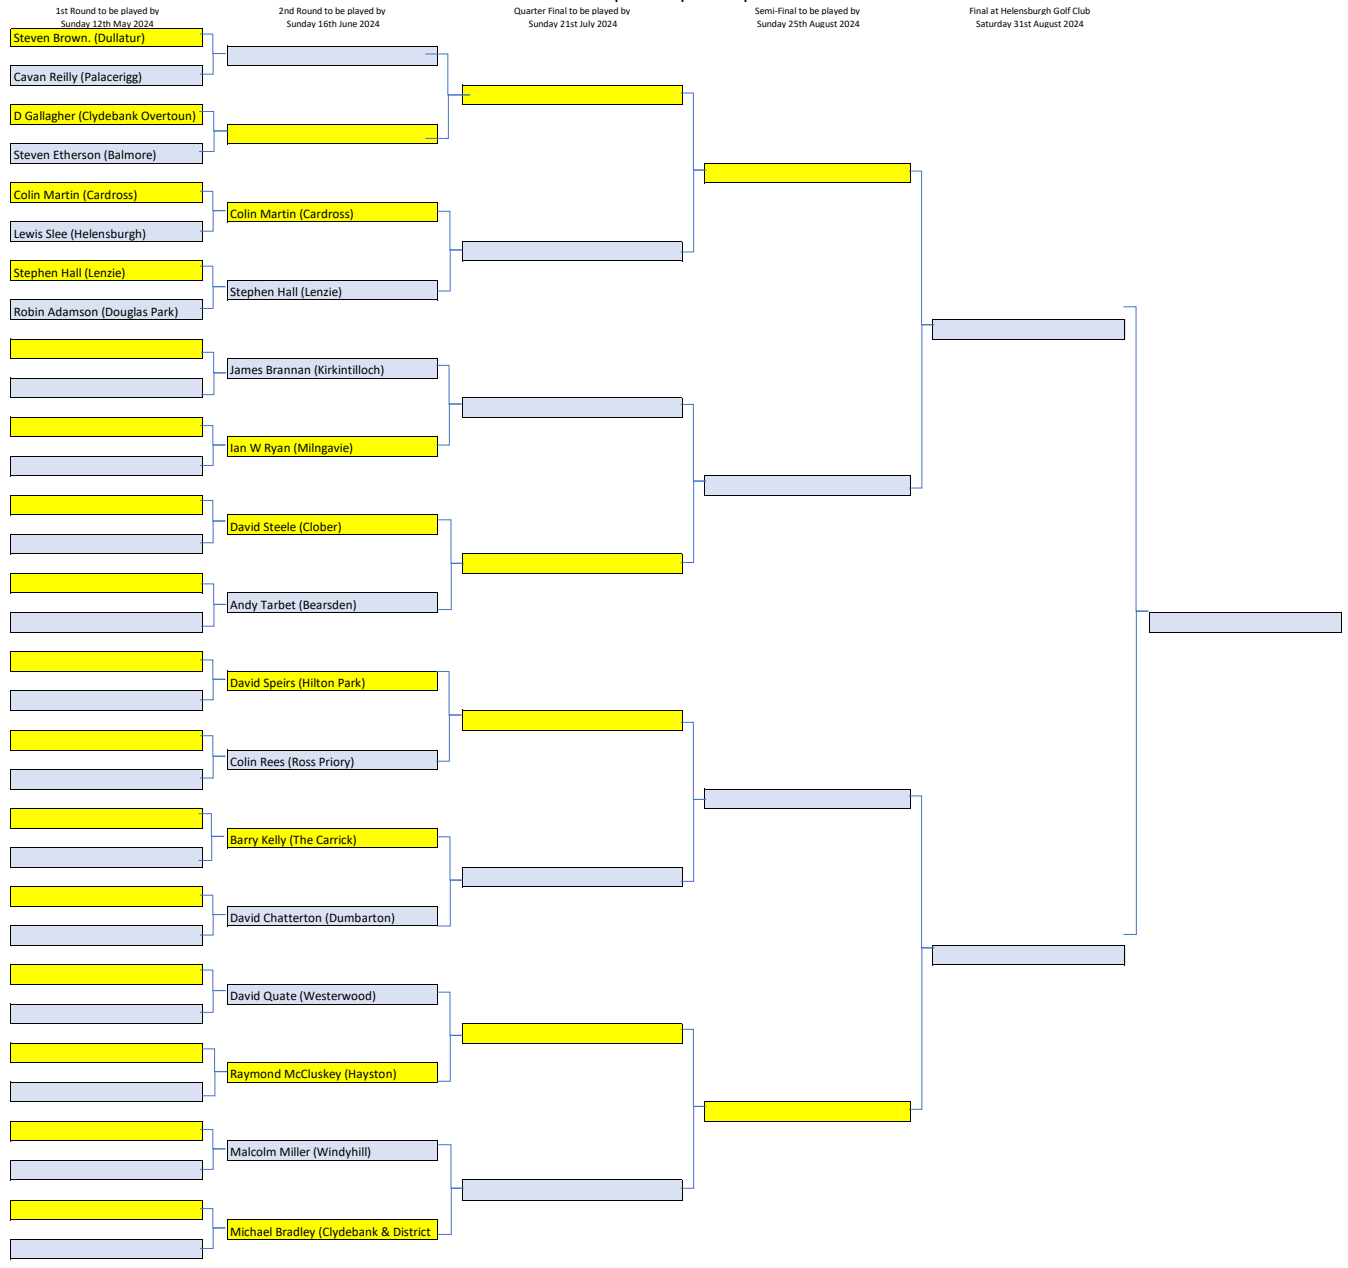 1st Round to be played by
Sunday 12th May 2024
2nd Round to be played by
Sunday 16th June 2024
Quarter Final to be played by
Sunday 21st July 2024
Semi-Final to be played by
Sunday 25th August 2024
Final at Helensburgh Golf Club
Saturday 31st August 2024
Steven Brown. (Dullatur)
Cavan Reilly (Palacerigg)
D Gallagher (Clydebank Overtoun)
Steven Etherson (Balmore)
Colin Martin (Cardross)
Lewis Slee (Helensburgh)
Stephen Hall (Lenzie)
Robin Adamson (Douglas Park)
Colin Martin (Cardross)
Stephen Hall (Lenzie)
James Brannan (Kirkintilloch)
Ian W Ryan (Milngavie)
David Steele (Clober)
Andy Tarbet (Bearsden)
David Speirs (Hilton Park)
Colin Rees (Ross Priory)
Barry Kelly (The Carrick)
David Chatterton (Dumbarton)
David Quate (Westerwood)
Raymond McCluskey (Hayston)
Malcolm Miller (Windyhill)
Michael Bradley (Clydebank & District